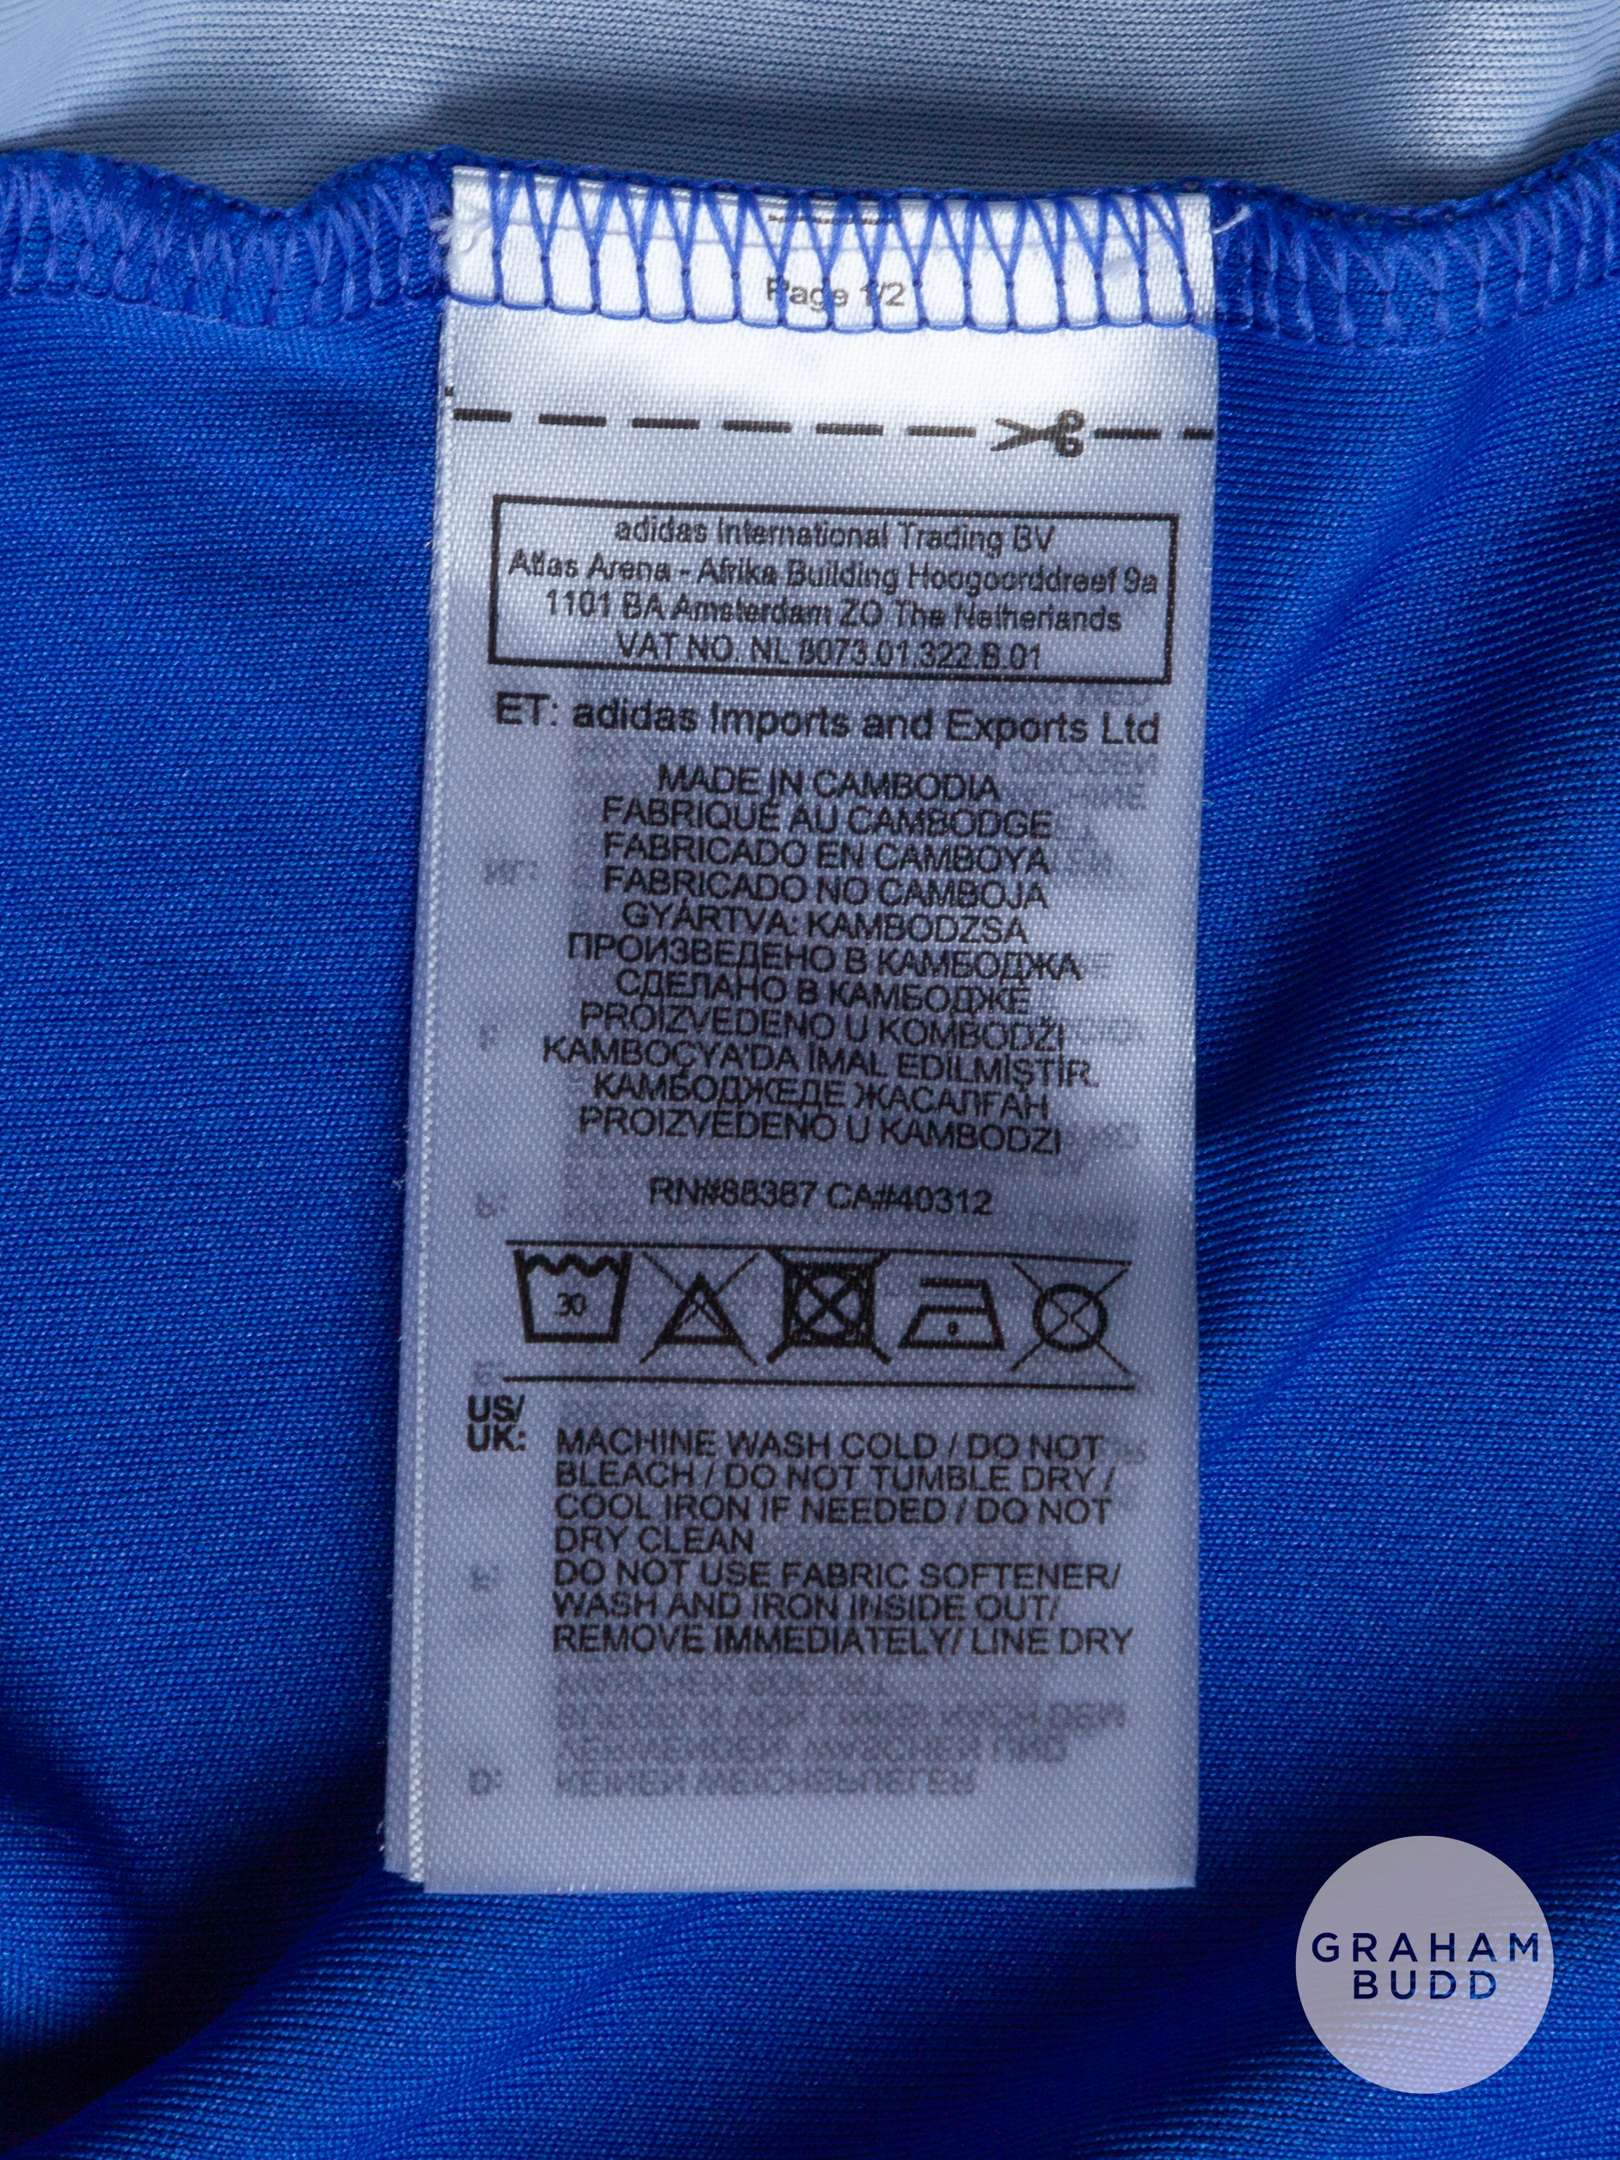 Page 1/2
adidas International Trading BV
Atlas Arena - Afrika Building Hoogoorddreef 9a
1101 BA Amsterdam ZO The Netherlands
VAT NO. NL 8073.01.322.B.01
ET: adidas Imports and Exports Ltd
MADE IN CAMBODIA
FABRIQUÉ AU CAMBODGE
FABRICADO EN CAMBOYA
FABRICADO NO CAMBOJA
GYÁRTVA: KAMBODZSA
ПРОИЗВЕДЕНО В КАМБОДЖА
СДЕЛАНО В КАМБОДЖЕ
PROIZVEDENO U KOMBODŽI
KAMBOÇYA'DA İMAL EDİLMİŞTİR.
КАМБОДЖЕДЕ ЖАСАЛҒАН
PROIZVEDENO U KAMBODZI
RN#88387 CA#40312
30
US/
UK: MACHINE WASH COLD / DO NOT
BLEACH / DO NOT TUMBLE DRY /
COOL IRON IF NEEDED / DO NOT
DRY CLEAN
DO NOT USE FABRIC SOFTENER/
WASH AND IRON INSIDE OUT/
REMOVE IMMEDIATELY/ LINE DRY
GRAHAM
BUDD